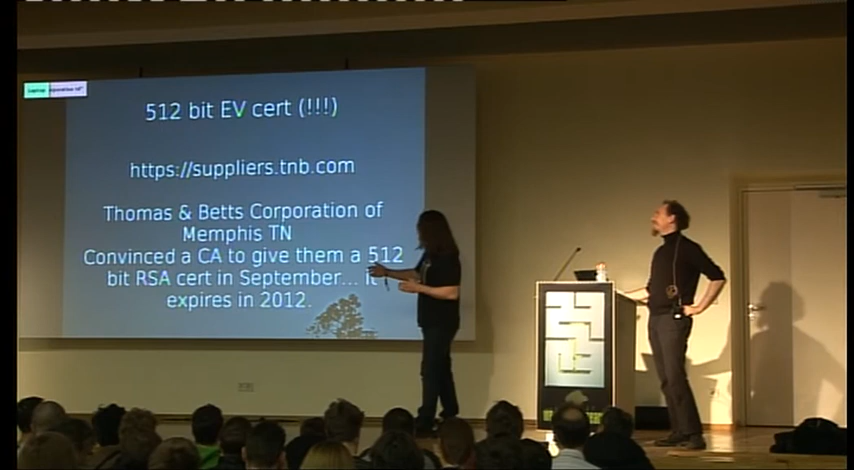 512 bit EV cert (!!!)
https://suppliers.tnb.com
Thomas & Betts Corporation of
Memphis TN
Convinced a CA to give them a 512
bit RSA cert in September... it
expires in 2012.